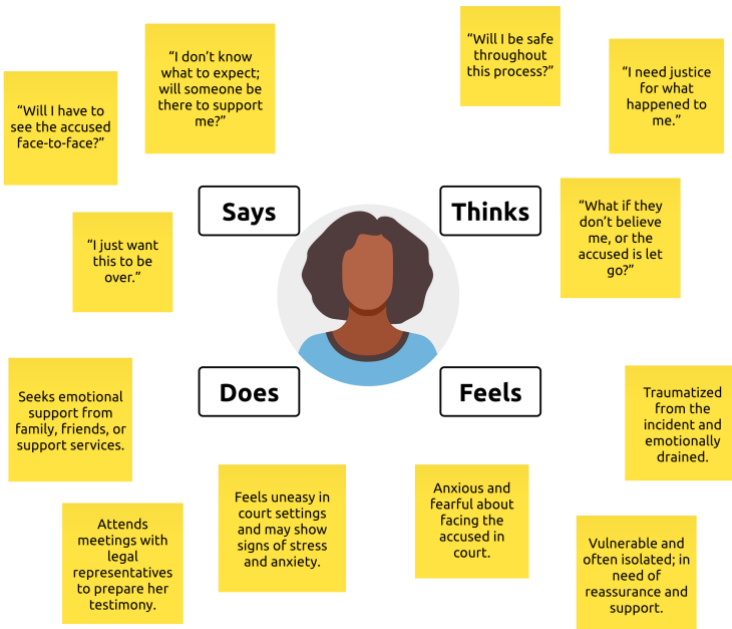 “Will I have to
see the accused
face-to-face?”
“I don’t know
what to expect;
will someone be
there to support
me?”
“I just want
this to be
over.”
Says
“Will I be safe
throughout
this process?”
“I need justice
for what
happened to
me.”
“What if they
don’t believe
me, or the
accused is let
go?”
Thinks
Does
Seeks emotional
support from
family, friends, or
support services.
Attends
meetings with
legal
representatives
to prepare her
testimony.
Feels uneasy in
court settings
and may show
signs of stress
and anxiety.
Feels
Anxious and
fearful about
facing the
accused in
court.
Traumatized
from the
incident and
emotionally
drained.
Vulnerable and
often isolated; in
need of
reassurance and
support.